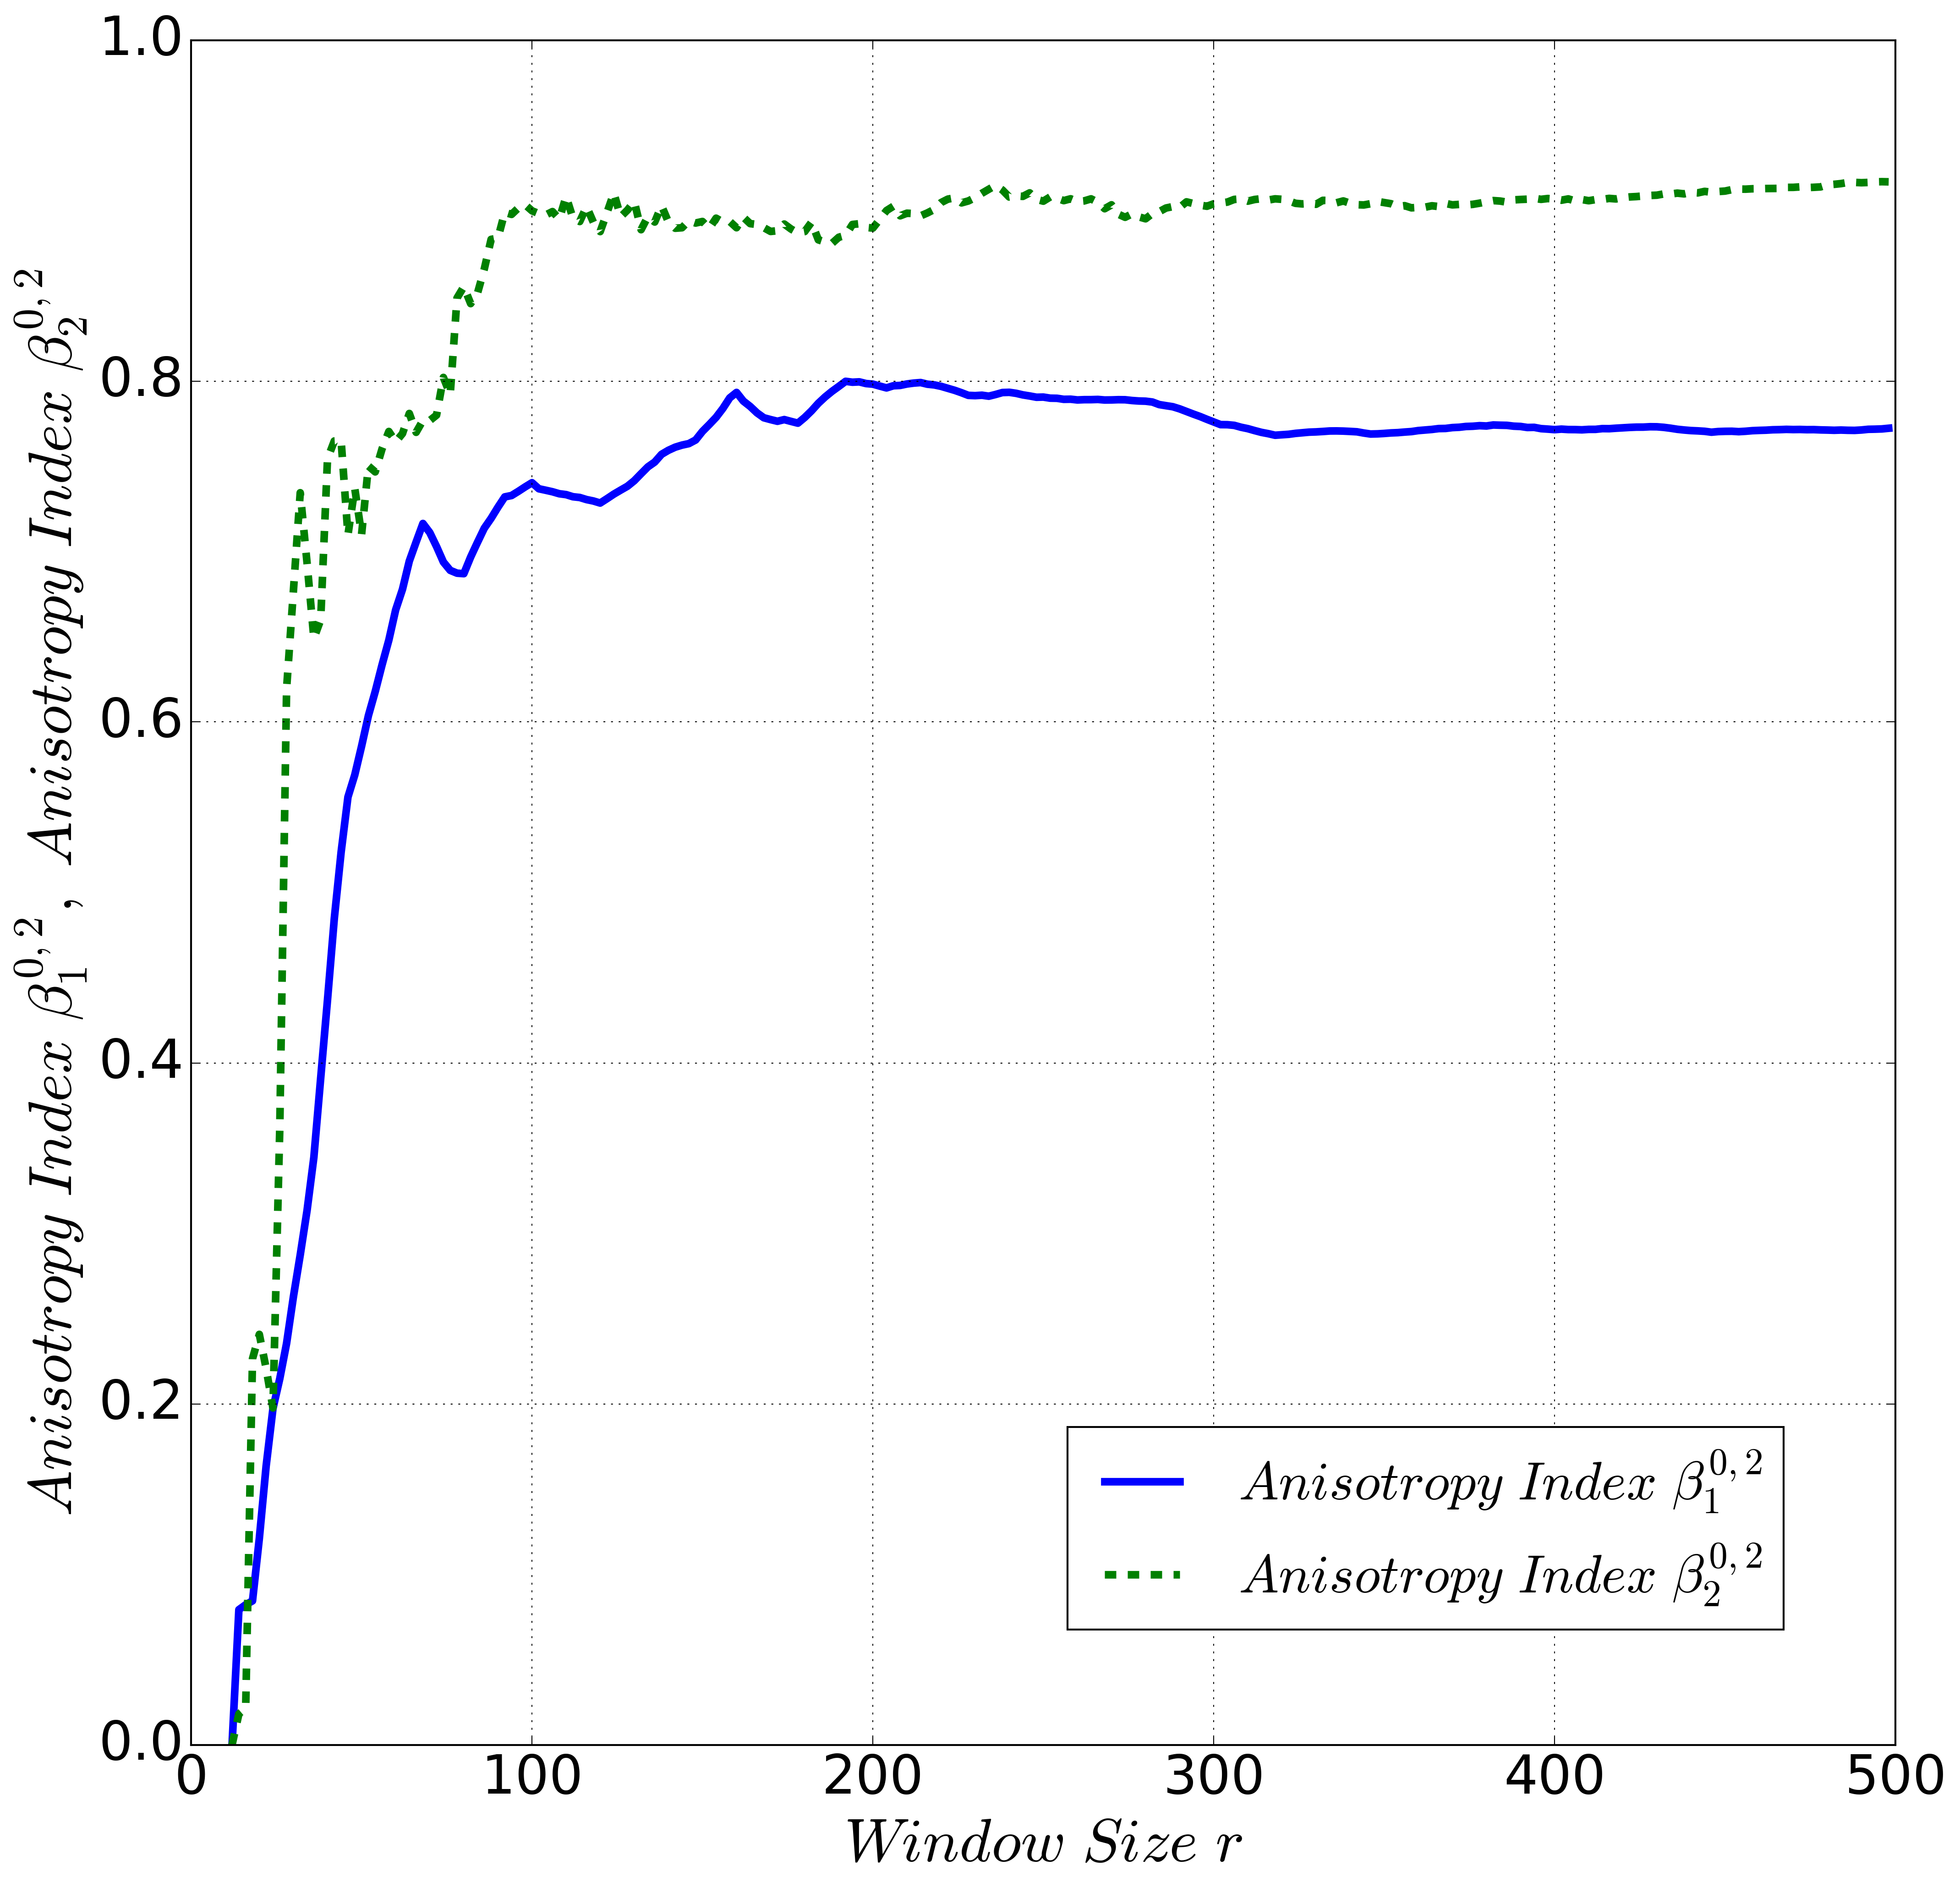 Anisotropy Index β₁^{0,2}, Anisotropy Index β₂^{0,2}
1.0
0.8
0.6
0.4
0.2
0.0
0 100 200 300 400 500
Window Size r
Anisotropy Index β₁^{0,2}
Anisotropy Index β₂^{0,2}